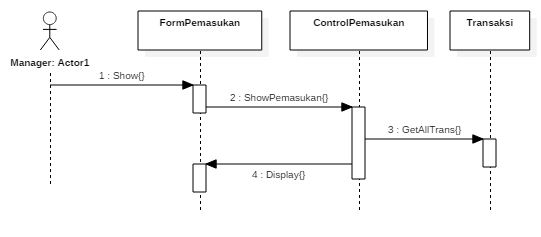 FormPemasukan
ControlPemasukan
Transaksi
Manager: Actor1
1 : Show{}
2 : ShowPemasukan{}
3 : GetAllTrans{}
4 : Display{}